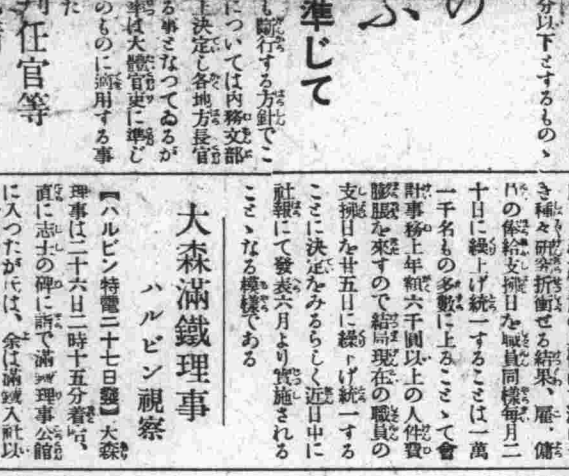 分以下とするものゝ
の
ふ
準じて
も斷行する方針でこ
については内務文部
決定し各地方長官
る事となつてゐるが
は大體官吏に準じ
のものに適用する事
た
判任官等
き種々研究折衝せる結果、雇、傭
の俸給支拂日を職員同樣毎月二
十日に繰上げ統一することは一萬
一千名もの多數に上ることゝて會
計事務上年額六千圓以上の人件費
膨脹を來すので結局現在の職員の
支拂日を廿五日に繰下げ統一する
ことに決定をみるらしく近日中に
社報にて發表六月より實施される
ことゝなる模樣である
大森滿鐵理事
ハルビン視察
【ハルビン特電二十七日發】大森
理事は二十六日二時十五分着
直に志士の碑に詣で滿鐵理事公館
に入つたが氏は、余は滿鐵入社以